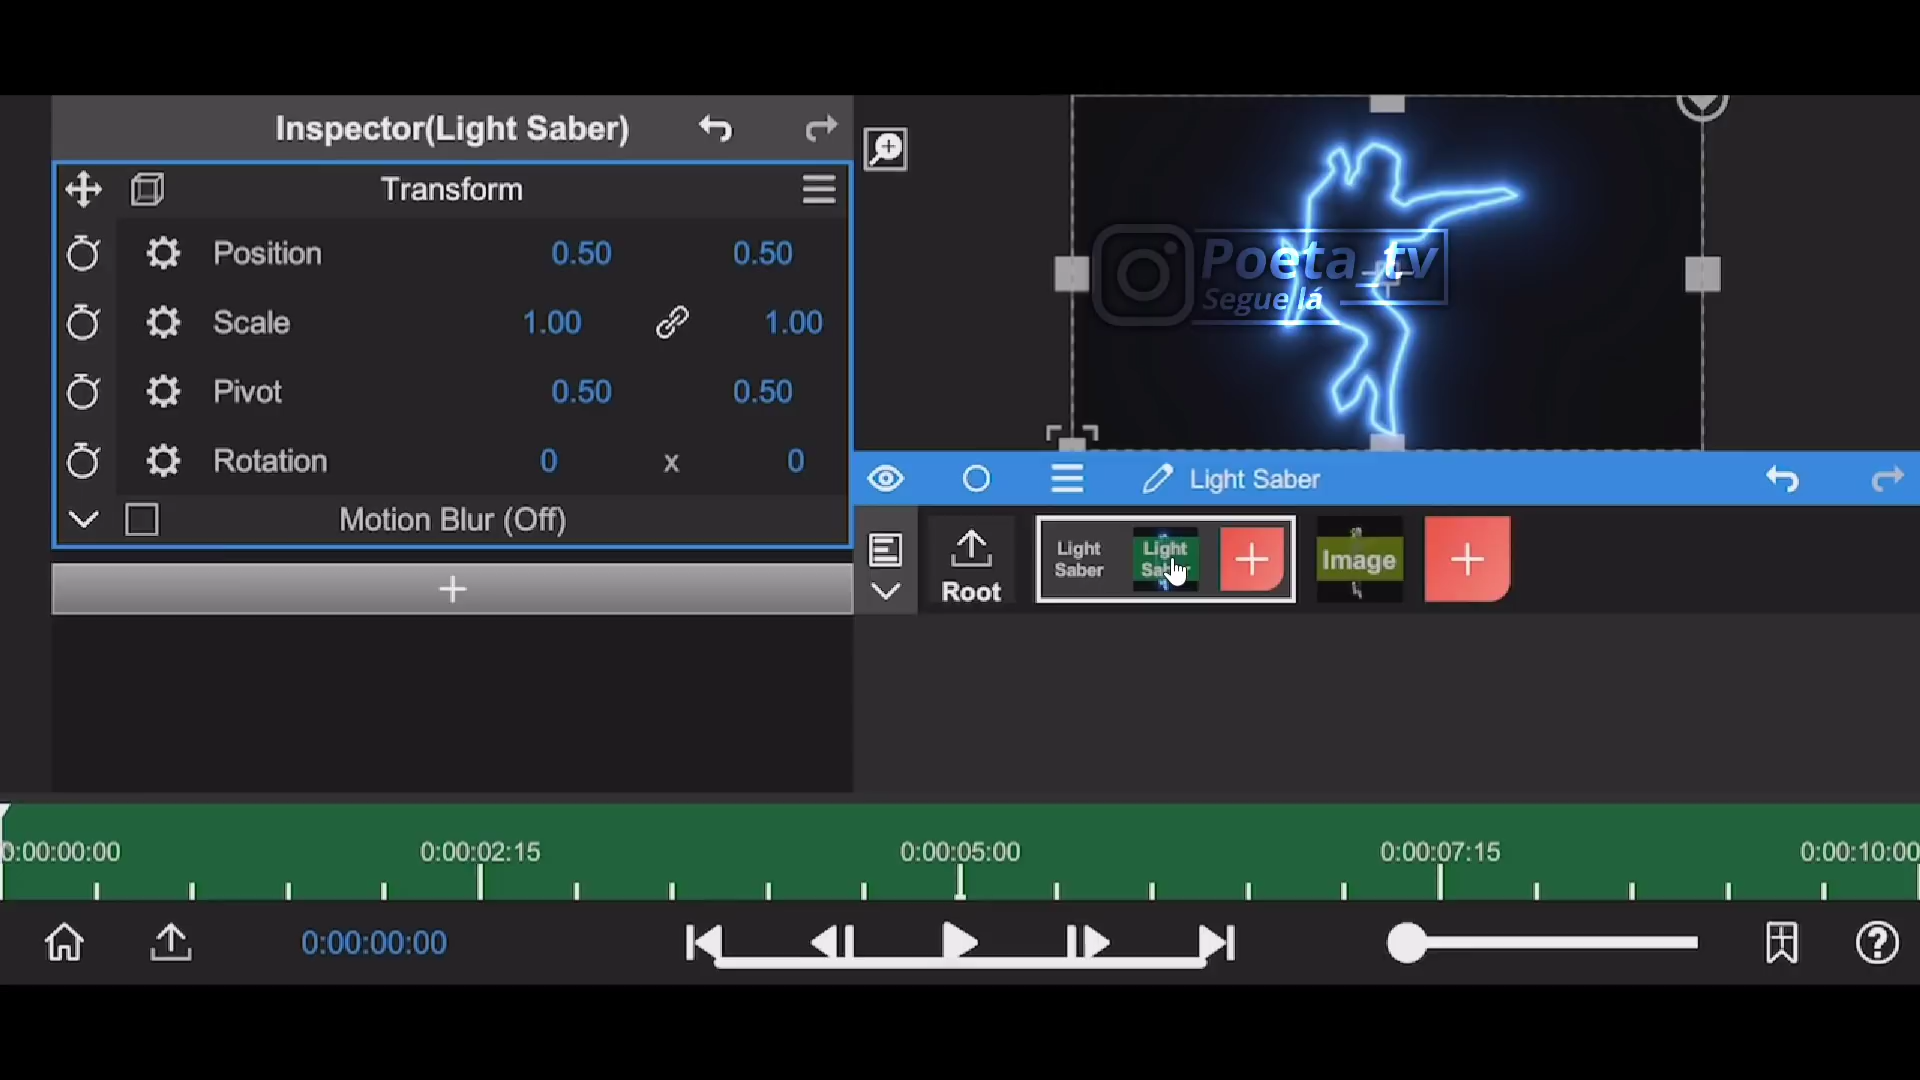 Inspector(Light Saber)
Transform
Position 0.50 0.50
Scale 1.00 1.00
Pivot 0.50 0.50
Rotation 0 x 0
Motion Blur (Off)
Poeta_tv
Segue lá
Light Saber
Root
Light
Saber
Light
Saber
Image
0:00:00:00 0:00:02:15 0:00:05:00 0:00:07:15 0:00:10:00
0:00:00:00